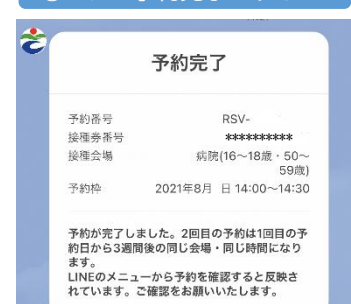 予約完了
予約番号 RSV-
接種券番号 **********
接種会場 病院(16～18歳・50～
59歳)
予約枠 2021年8月 日 14:00～14:30
予約が完了しました。2回目の予約は1回目の予
約日から3週間後の同じ会場・同じ時間になり
ます。
LINEのメニューから予約を確認すると反映さ
れています。ご確認をお願いいたします。